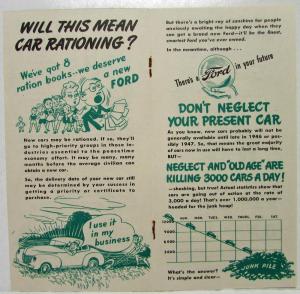 WILL THIS MEAN
CAR RATIONING?
We've got 8
ration books--we deserve
a new
FORD
New cars may be rationed. If so, they'll
go to high-priority groups in those in-
dustries essential to the peacetime
economy effort. It may be many, many
months before the average civilian can
obtain a new car.
So, the delivery date of your new car still
may be determined by your success in
getting a priority or certificate to
purchase.
I use it
in my
business
But there's a bright ray of sunshine for people
anxiously awaiting the happy day when they
can get a brand new Ford—it'll be the finest,
smartest Ford you've ever owned.
In the meantime, although . . .
There's a Ford in your future
DON'T NEGLECT
YOUR PRESENT CAR.
As you know, new cars probably will not be
generally available until late in 1946 or possibly
1947. So, that means the great majority
of cars now in use will have to last a long time.
BUT—
NEGLECT AND "OLD AGE" ARE
KILLING 3000 CARS A DAY!
—shocking, but true! Actual statistics show that
cars are going out of action at the rate of
3,000 a day! That's over 1,000,000 a year—
headed for the junk heap!
SUN. MON. TUE. WED. THUR. FRI. SAT.
What's the answer?
It's simple and clear...
JUNK PILE